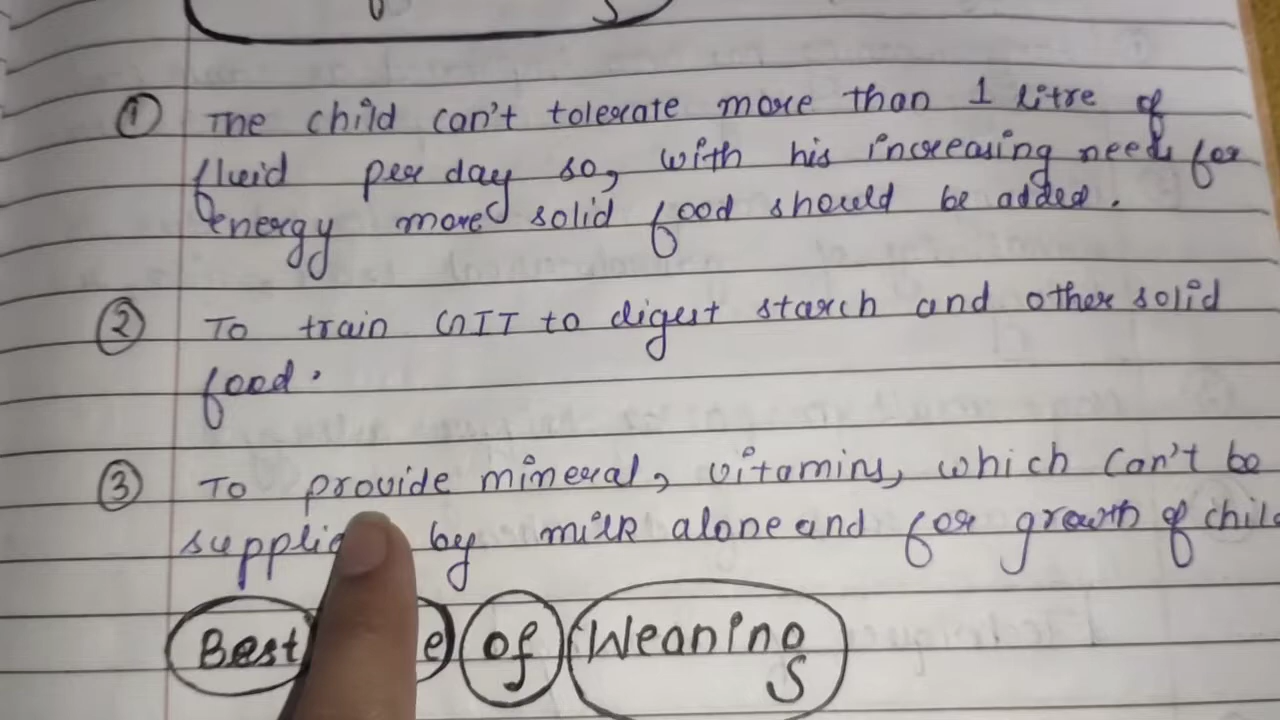 ① The child can't tolerate more than 1 litre of
fluid per day so, with his increasing need for
energy more solid food should be added.
② To train GIT to digest starch and other solid
food.
③ To provide mineral, vitamins, which can't be
by milk alone and for growth of child
Best of Weaning